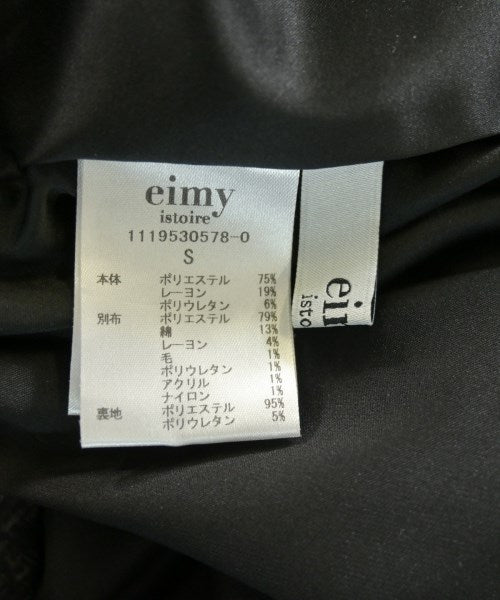 eimy
istoire
1119530578-0
S
本体 ポリエステル 75%
レーヨン 19%
ポリウレタン 6%
別布 ポリエステル 79%
綿 13%
レーヨン 4%
毛 1%
ポリウレタン 1%
アクリル 1%
ナイロン 1%
裏地 ポリエステル 95%
ポリウレタン 5%
ei
isto